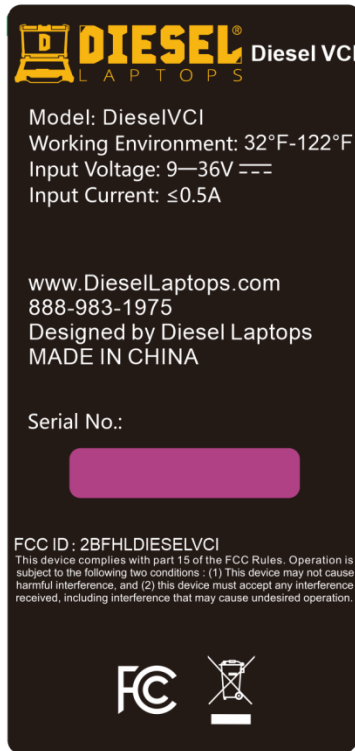 D DIESEL® Diesel VCI
LAPTOPS
Model: DieselVCI
Working Environment: 32°F-122°F
Input Voltage: 9—36V
Input Current: ≤0.5A
www.DieselLaptops.com
888-983-1975
Designed by Diesel Laptops
MADE IN CHINA
Serial No.:
FCC ID : 2BFHLDIESELVCI
This device complies with part 15 of the FCC Rules. Operation is
subject to the following two conditions : (1) This device may not cause
harmful interference, and (2) this device must accept any interference
received, including interference that may cause undesired operation.
FC